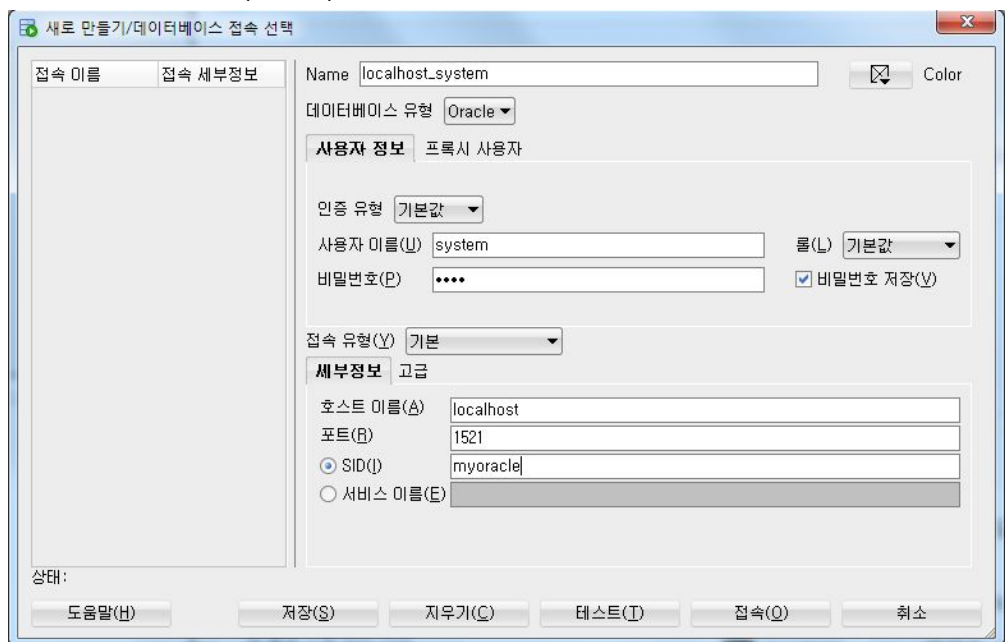 새로 만들기/데이터베이스 접속 선택
접속 이름 접속 세부정보
Name localhost_system Color
데이터베이스 유형 Oracle
사용자 정보 프록시 사용자
인증 유형 기본값
사용자 이름(U) system 롤(L) 기본값
비밀번호(P) •••• 비밀번호 저장(V)
접속 유형(Y) 기본
세부정보 고급
호스트 이름(A) localhost
포트(R) 1521
SID(I) myoracle
서비스 이름(E)
상태:
도움말(H) 저장(S) 지우기(C) 테스트(T) 접속(O) 취소